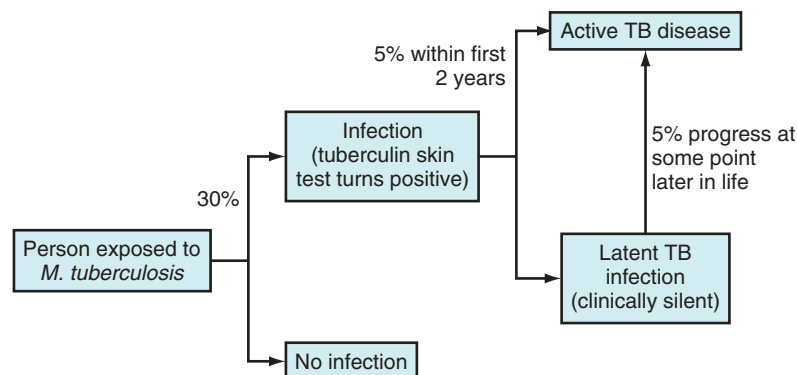 Active TB disease
5% within first
2 years
Infection
(tuberculin skin
test turns positive)
5% progress at
some point
later in life
30%
Person exposed to
M. tuberculosis
Latent TB
infection
(clinically silent)
No infection